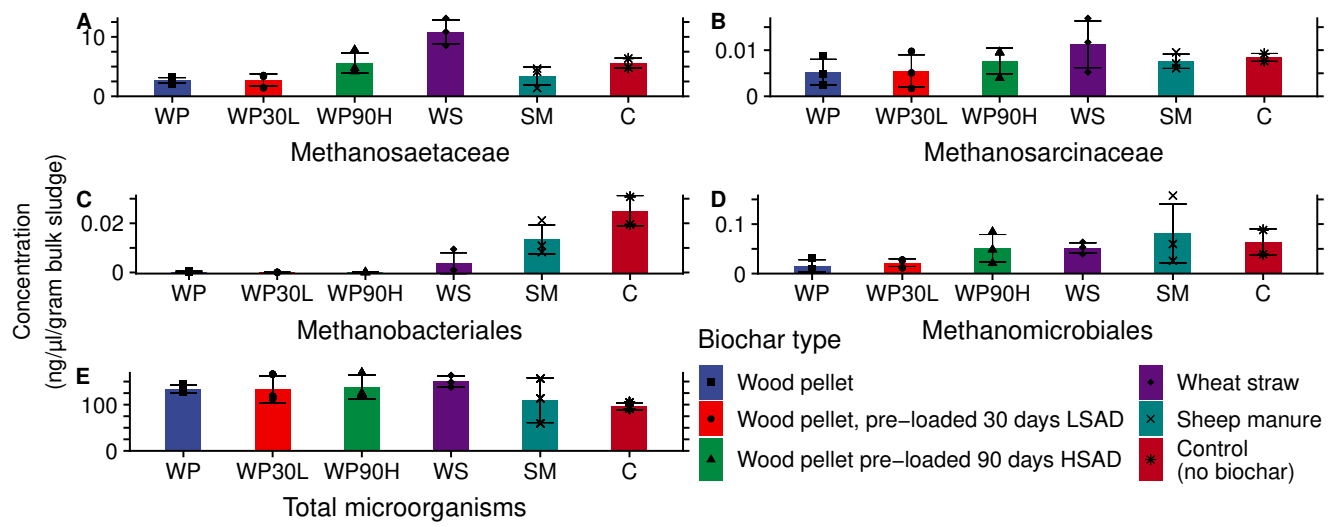 Concentration
(ng/µl/gram bulk sludge)
A
10
0
WP WP30L WP90H WS SM C
Methanosaetaceae
B
0.01
0
WP WP30L WP90H WS SM C
Methanosarcinaceae
C
0.02
0
WP WP30L WP90H WS SM C
Methanobacteriales
D
0.1
0
WP WP30L WP90H WS SM C
Methanomicrobiales
E
100
0
WP WP30L WP90H WS SM C
Total microorganisms
Biochar type
Wood pellet
Wood pellet, pre−loaded 30 days LSAD
Wood pellet pre−loaded 90 days HSAD
Wheat straw
Sheep manure
Control
(no biochar)